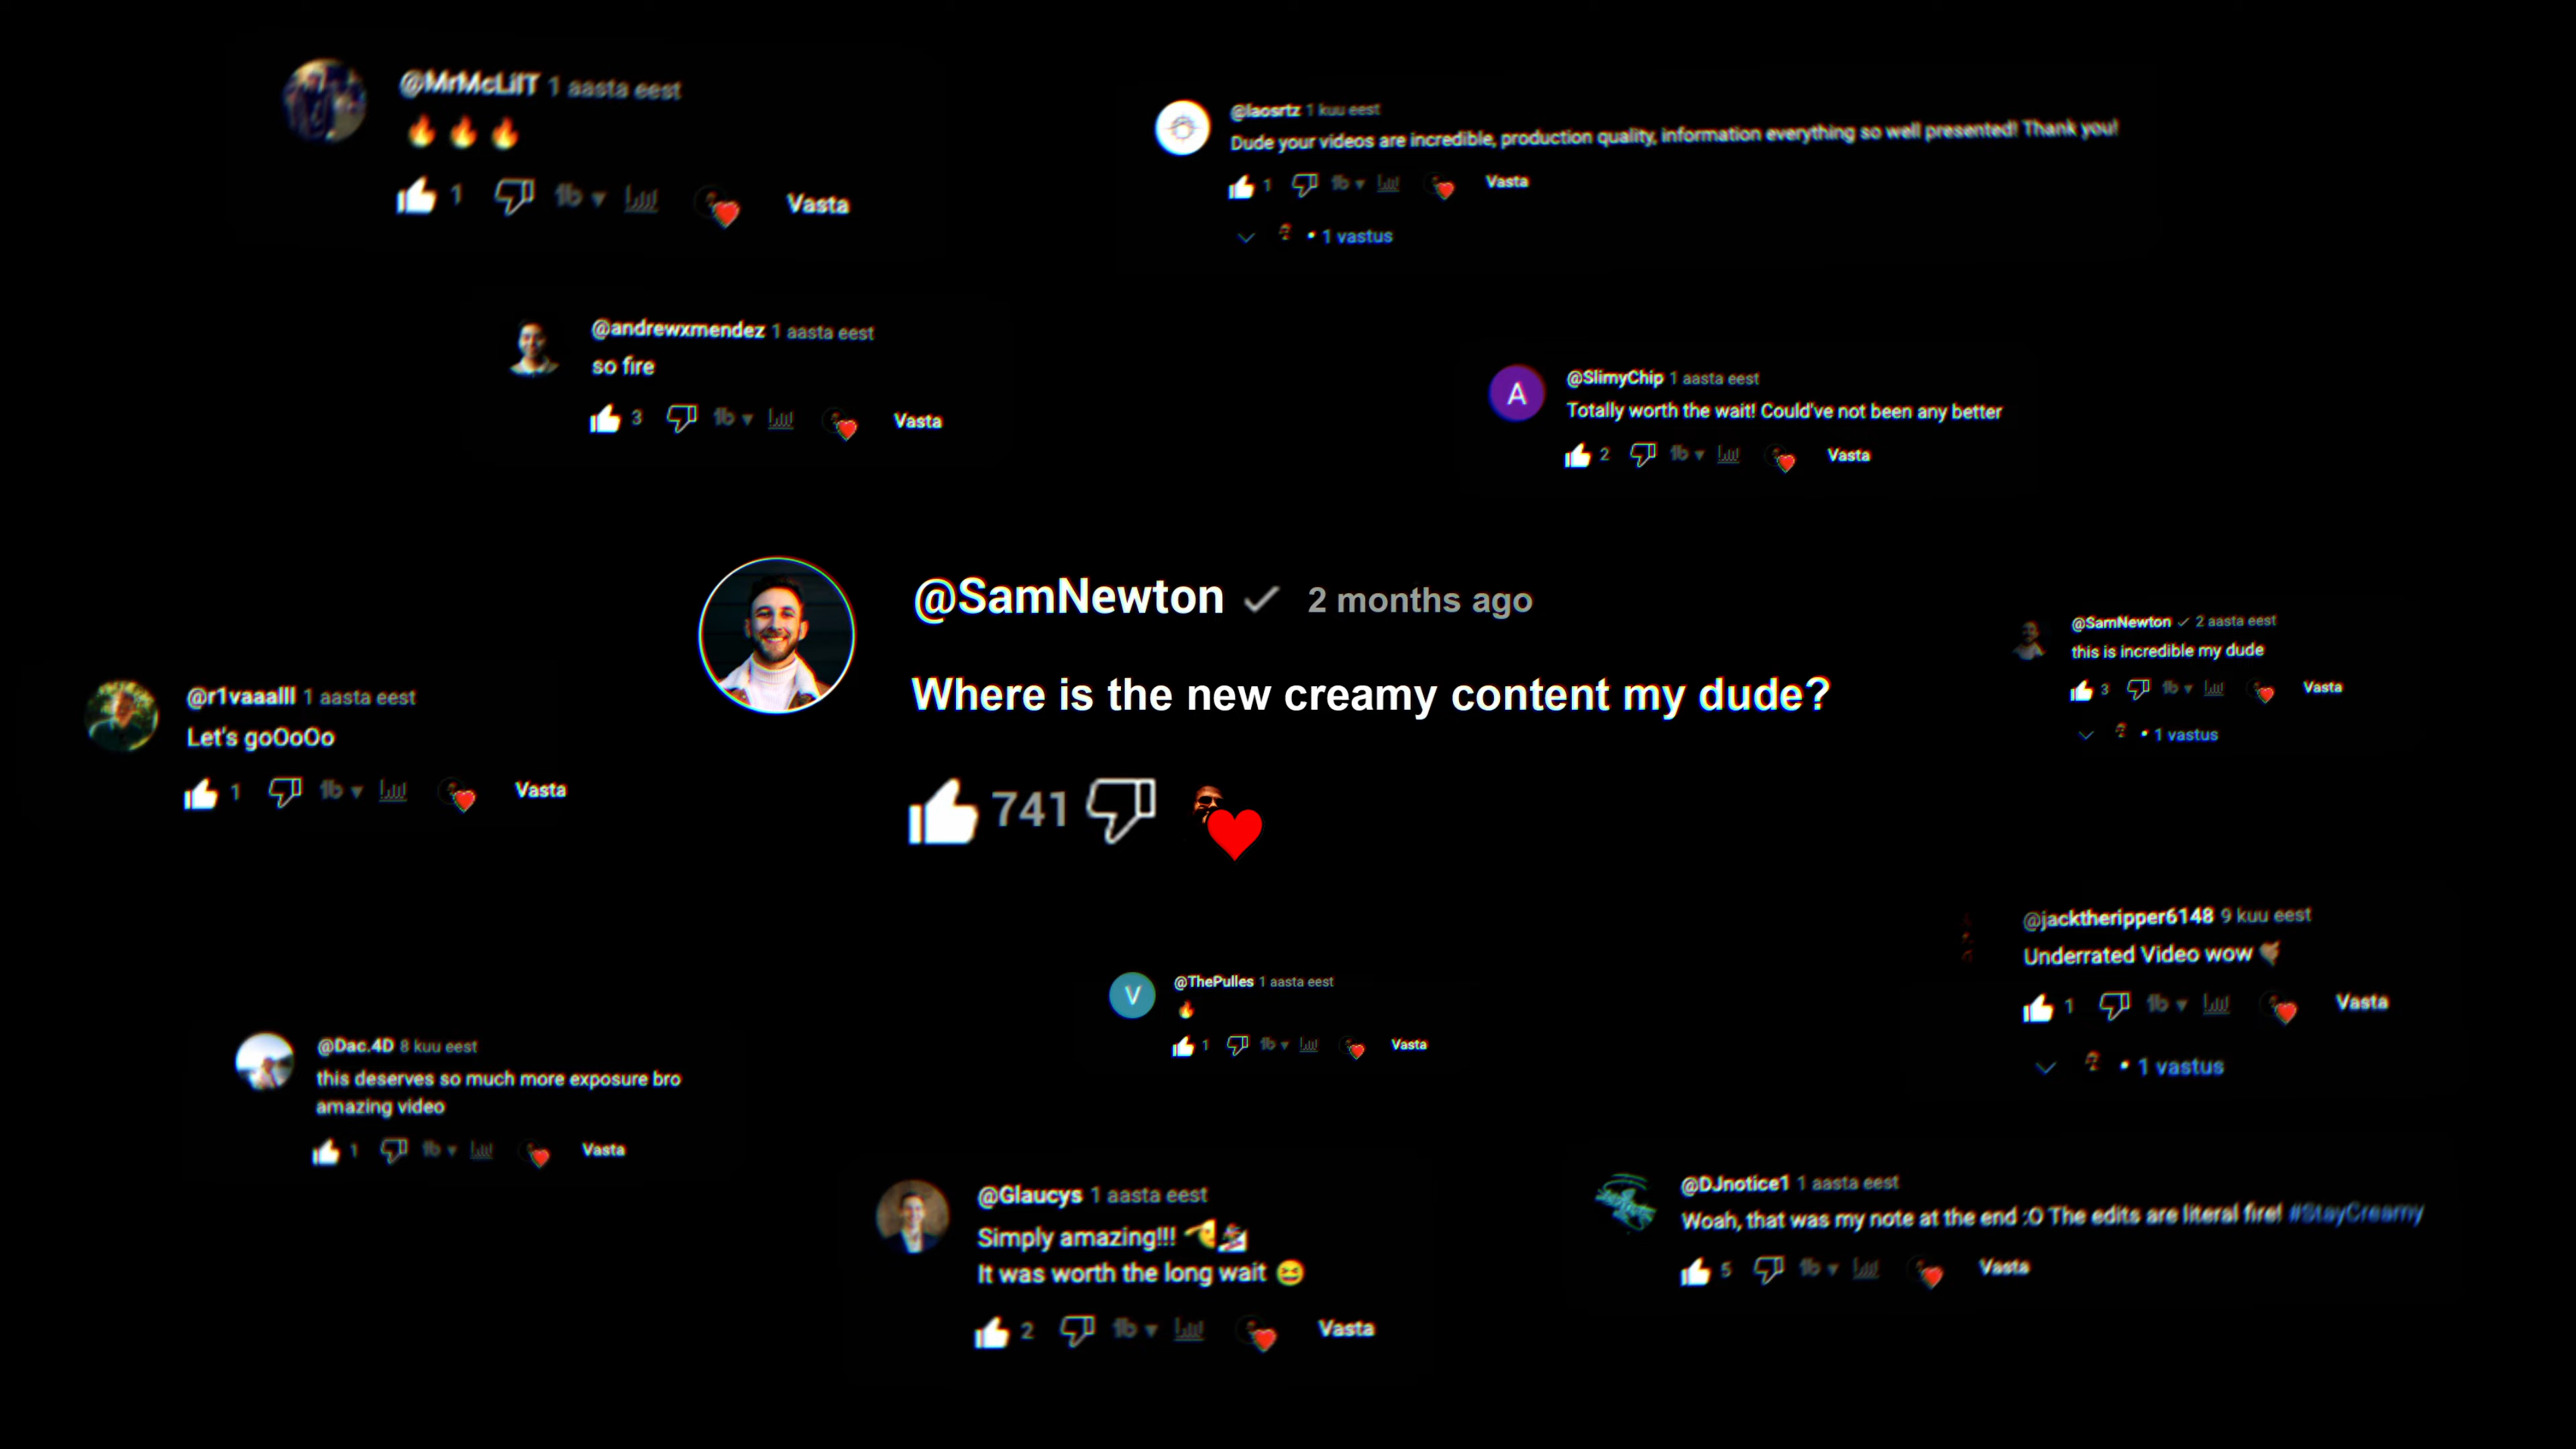 @MrMcLilT 1 aasta eest
🔥 🔥 🔥
1 Vasta
@laosrtz 1 kuu eest
Dude your videos are incredible, production quality, information everything so well presented! Thank you!
1 Vasta
• 1 vastus
@andrewxmendez 1 aasta eest
so fire
3 Vasta
A
@SlimyChip 1 aasta eest
Totally worth the wait! Could've not been any better
2 Vasta
@SamNewton ✓ 2 months ago
Where is the new creamy content my dude?
741
@SamNewton ✓ 2 aasta eest
this is incredible my dude
3 Vasta
• 1 vastus
@r1vaaalll 1 aasta eest
Let's goOoOo
1 Vasta
@jacktheripper6148 9 kuu eest
Underrated Video wow
1 Vasta
• 1 vastus
V
@ThePulles 1 aasta eest
🔥
1 Vasta
@Dac.4D 8 kuu eest
this deserves so much more exposure bro
amazing video
1 Vasta
@Glaucys 1 aasta eest
Simply amazing!!!
It was worth the long wait 😆
2 Vasta
@DJnotice1 1 aasta eest
Woah, that was my note at the end :O The edits are literal fire! #StayCreamy
5 Vasta